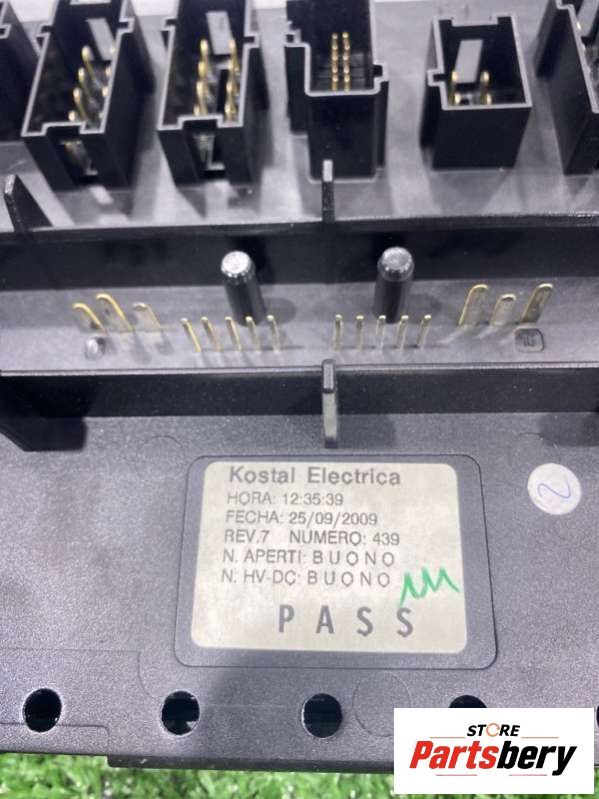 Kostal Electrica
HORA: 12:35:39
FECHA: 25/09/2009
REV.7 NUMERO: 439
N. APERTI: BUONO
N. HV-DC: BUONO
PASS
2
STORE
Partsbery